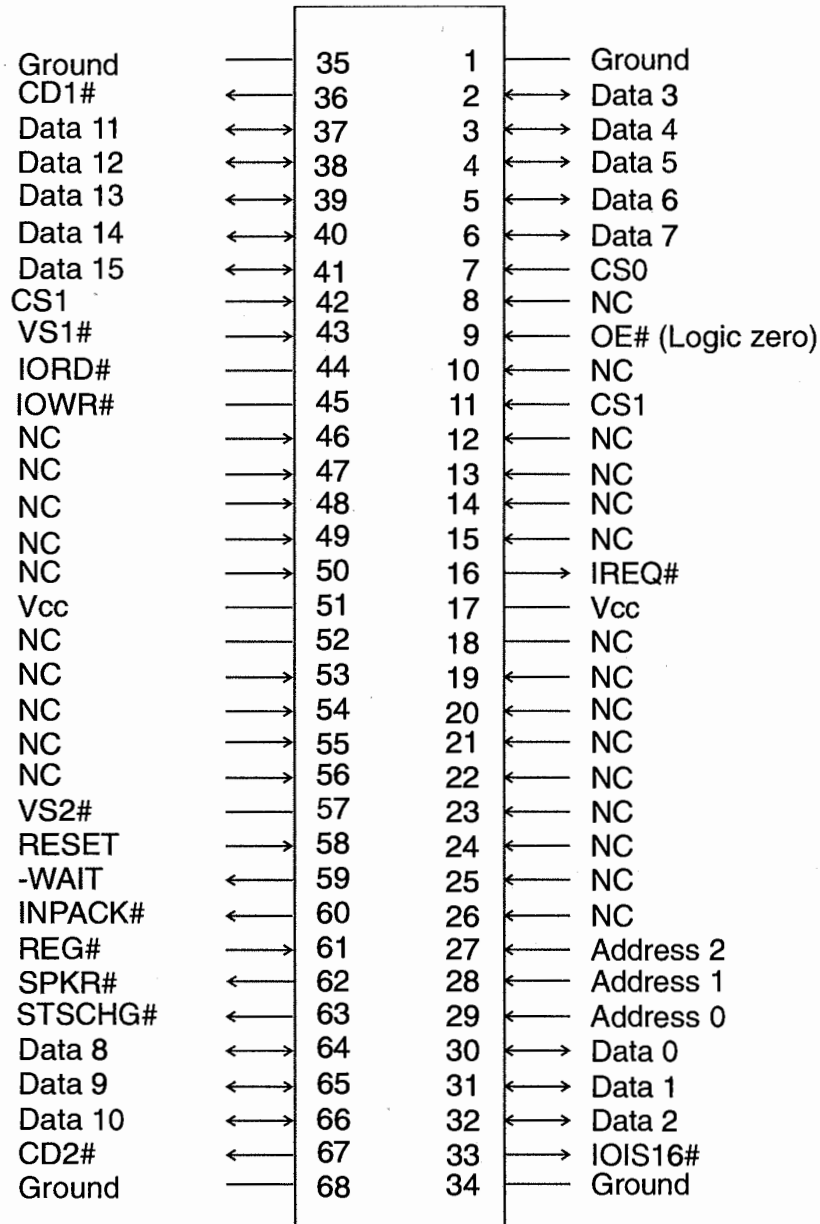 Ground 35 1 Ground
CD1# 36 2 Data 3
Data 11 37 3 Data 4
Data 12 38 4 Data 5
Data 13 39 5 Data 6
Data 14 40 6 Data 7
Data 15 41 7 CS0
CS1 42 8 NC
VS1# 43 9 OE# (Logic zero)
IORD# 44 10 NC
IOWR# 45 11 CS1
NC 46 12 NC
NC 47 13 NC
NC 48 14 NC
NC 49 15 NC
NC 50 16 IREQ#
Vcc 51 17 Vcc
NC 52 18 NC
NC 53 19 NC
NC 54 20 NC
NC 55 21 NC
NC 56 22 NC
VS2# 57 23 NC
RESET 58 24 NC
-WAIT 59 25 NC
INPACK# 60 26 NC
REG# 61 27 Address 2
SPKR# 62 28 Address 1
STSCHG# 63 29 Address 0
Data 8 64 30 Data 0
Data 9 65 31 Data 1
Data 10 66 32 Data 2
CD2# 67 33 IOIS16#
Ground 68 34 Ground